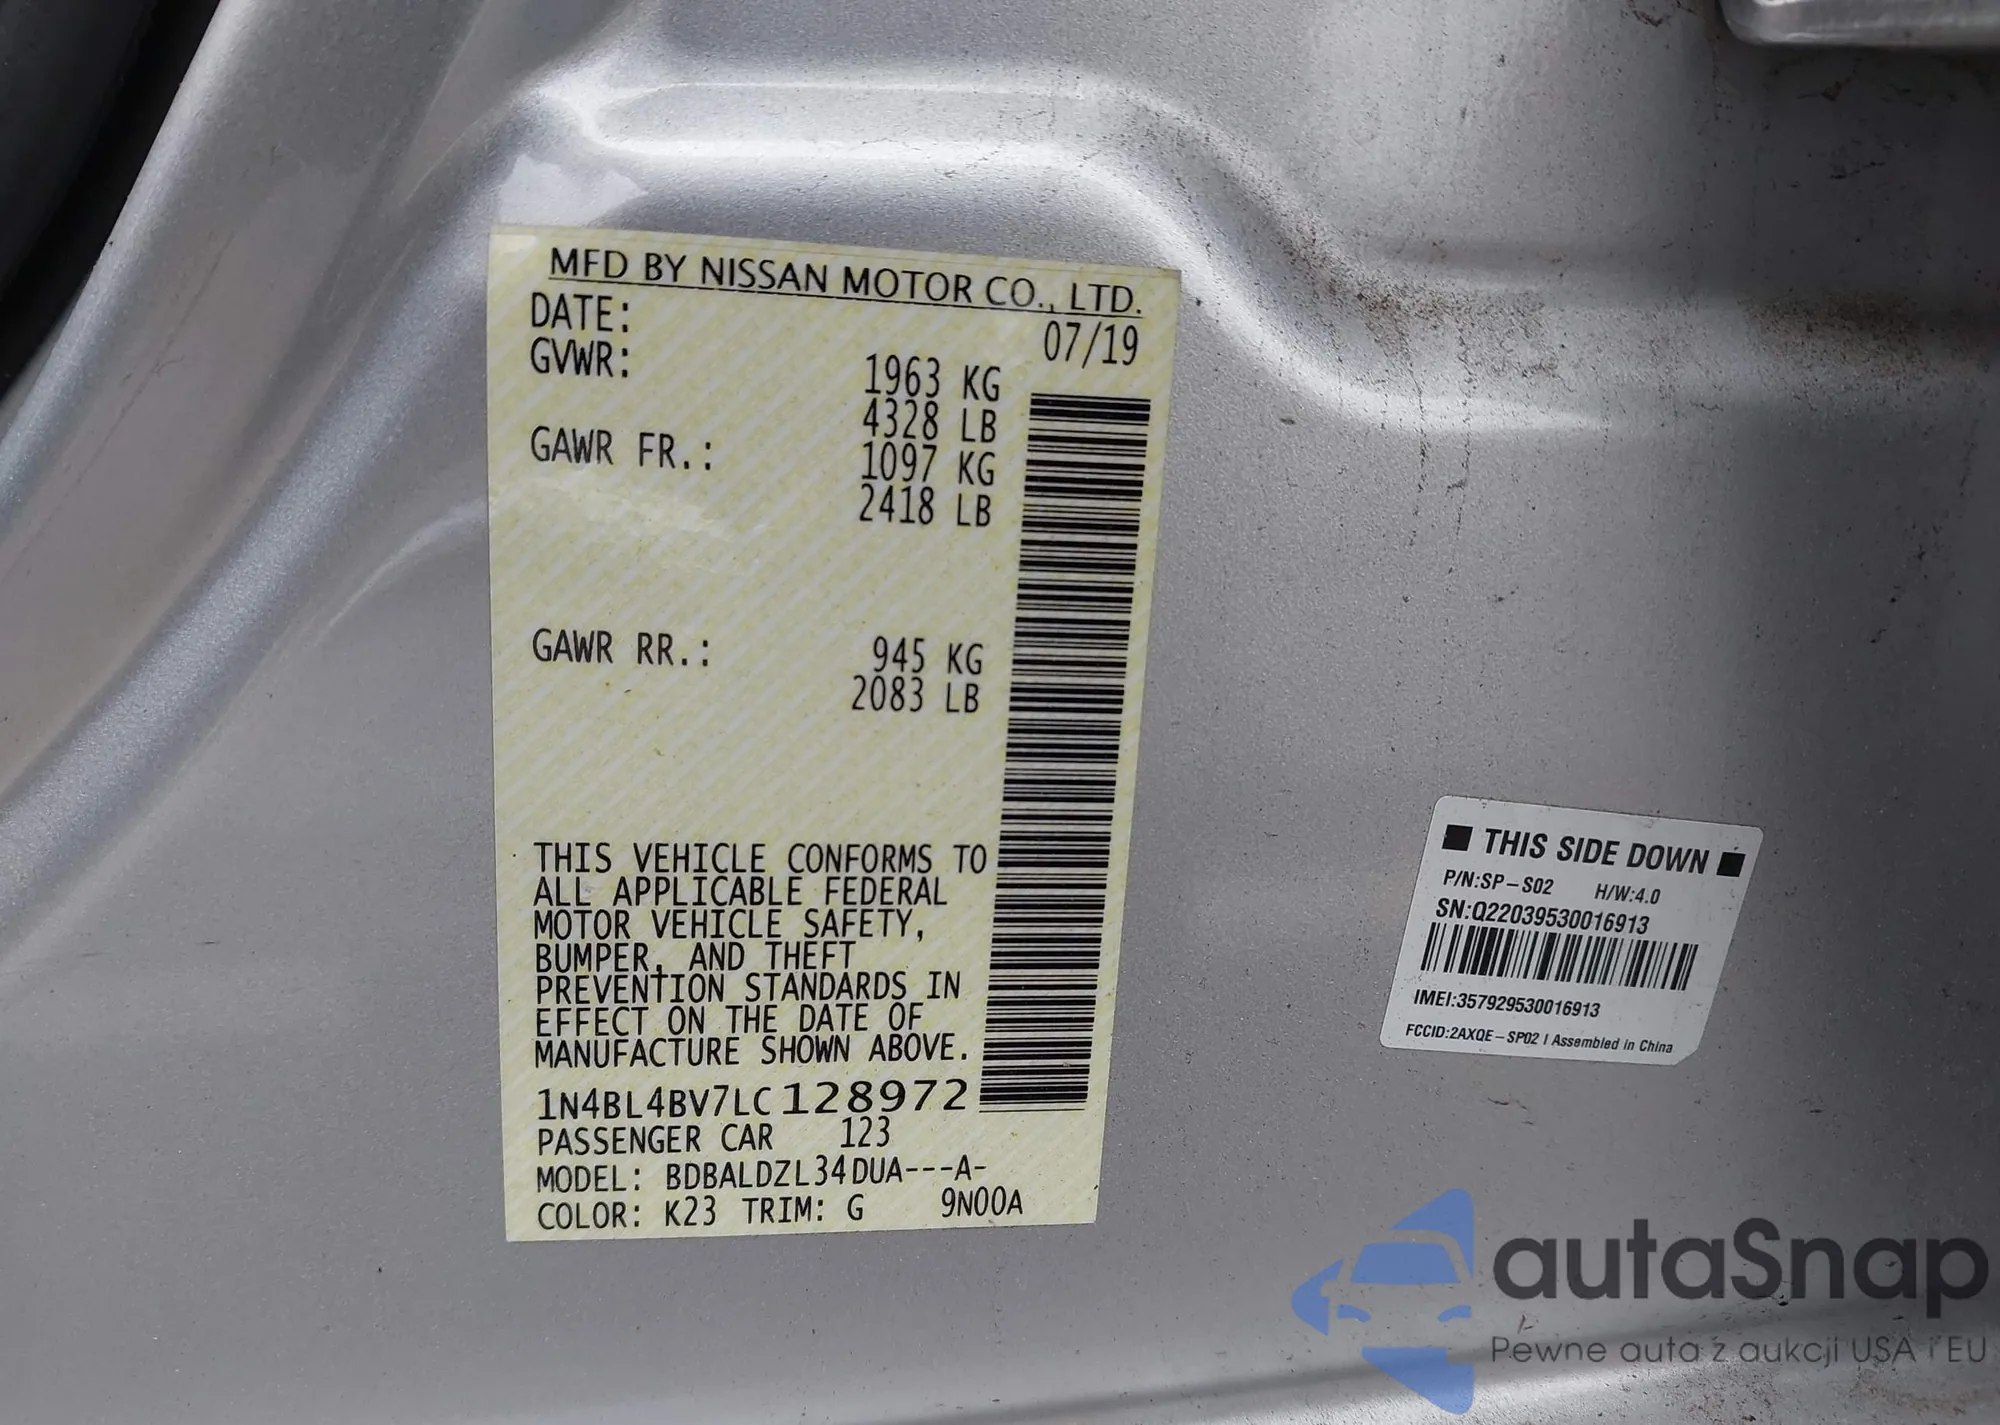 MFD BY NISSAN MOTOR CO., LTD.
DATE: 07/19
GVWR: 1963 KG
4328 LB
GAWR FR.: 1097 KG
2418 LB
GAWR RR.: 945 KG
2083 LB
THIS VEHICLE CONFORMS TO
ALL APPLICABLE FEDERAL
MOTOR VEHICLE SAFETY,
BUMPER, AND THEFT
PREVENTION STANDARDS IN
EFFECT ON THE DATE OF
MANUFACTURE SHOWN ABOVE.
1N4BL4BV7LC128972
PASSENGER CAR 123
MODEL: BDBALDZL34DUA---A-
COLOR: K23 TRIM: G 9N00A
THIS SIDE DOWN
P/N:SP-S02 H/W:4.0
SN:Q22039530016913
IMEI:357929530016913
FCCID:2AXQE-SP02 I Assembled in China
autaSnap
Pewne auta z aukcji USA i EU